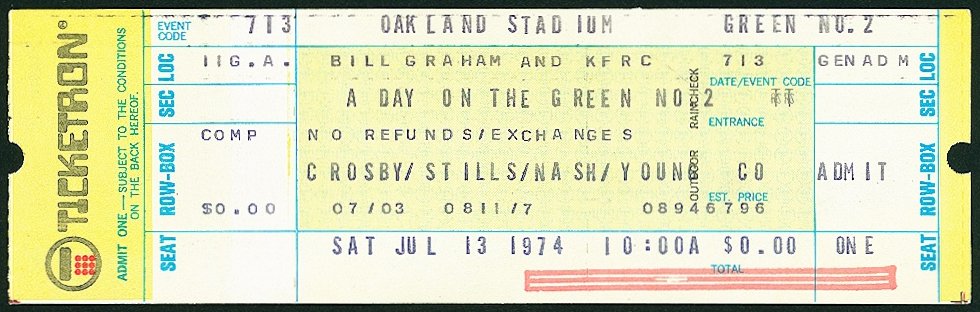 TICKETRON®
ADMIT ONE — SUBJECT TO THE CONDITIONS
ON THE BACK HEREOF.
EVENT CODE 713 OAKLAND STADIUM GREEN NO.2
SEAT ROW-BOX SEC LOC
IIG.A. BILL GRAHAM AND KFRC 713 GENADM
DATE/EVENT CODE
A DAY ON THE GREEN NO 2
ENTRANCE
COMP NO REFUNDS/EXCHANGES
CROSBY/STILLS/NASH/YOUNG CO ADMIT
OUTDOOR RAINCHECK
EST. PRICE
$0.00 07/03 0811/7 08946796
SAT JUL 13 1974 10:00A $0.00 ONE
TOTAL
SEAT ROW-BOX SEC LOC